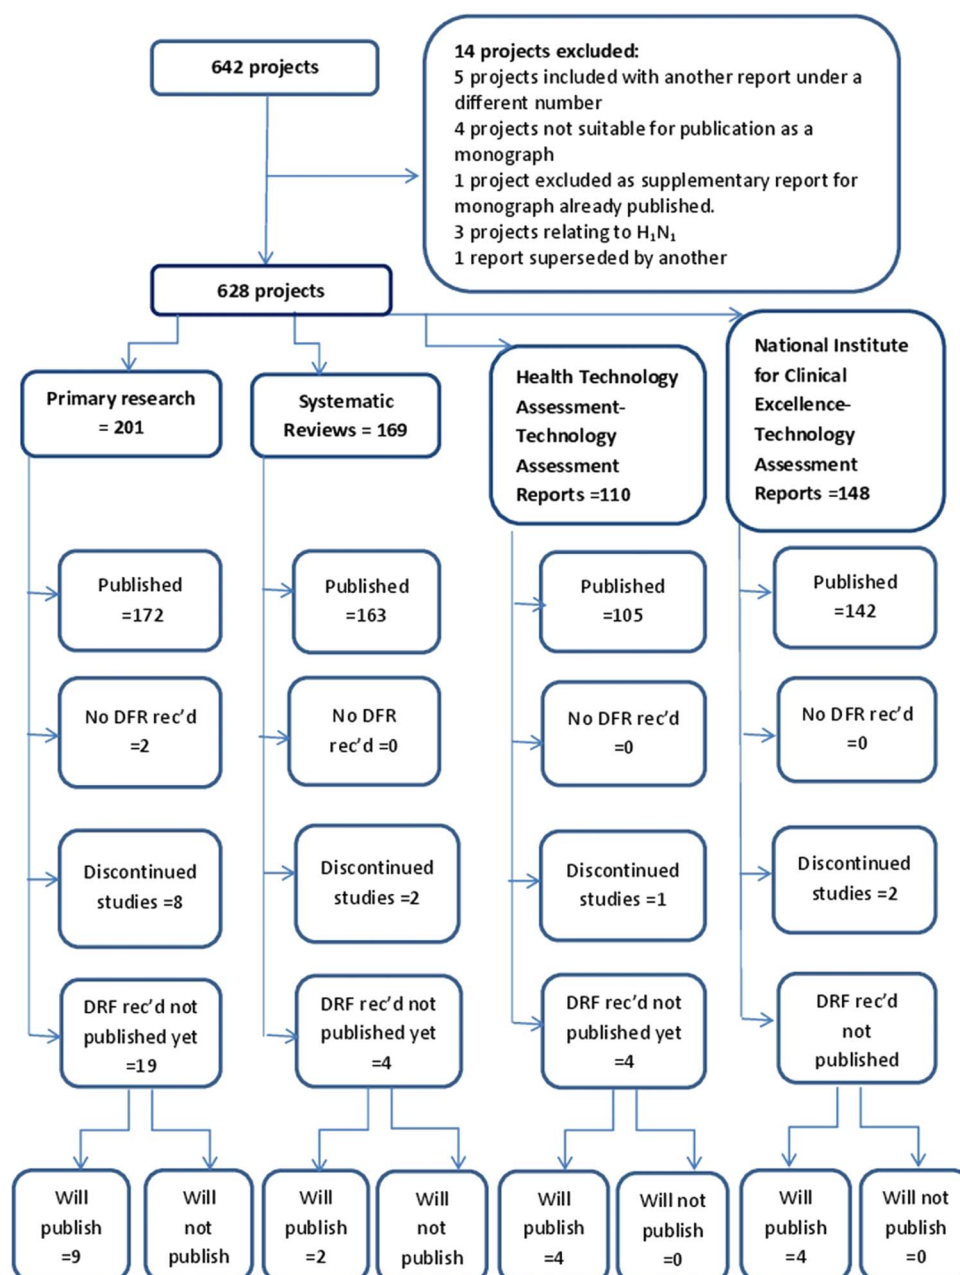 642 projects
14 projects excluded:
5 projects included with another report under a
different number
4 projects not suitable for publication as a
monograph
1 project excluded as supplementary report for
monograph already published.
3 projects relating to H₁N₁
1 report superseded by another
628 projects
Primary research
= 201
Systematic
Reviews = 169
Health Technology
Assessment-
Technology
Assessment
Reports =110
National Institute
for Clinical
Excellence-
Technology
Assessment
Reports =148
Published
=172
Published
=163
Published
=105
Published
=142
No DFR rec’d
=2
No DFR
rec’d =0
No DFR rec’d
=0
No DFR rec’d
=0
Discontinued
studies =8
Discontinued
studies =2
Discontinued
studies =1
Discontinued
studies =2
DRF rec’d not
published yet
=19
DRF rec’d not
published yet
=4
DRF rec’d not
published yet
=4
DRF rec’d
not
published
Will
publish
=9
Will
not
publish
Will
publish
=2
Will
not
publish
Will
publish
=4
Will not
publish
=0
Will
publish
=4
Will not
publish
=0